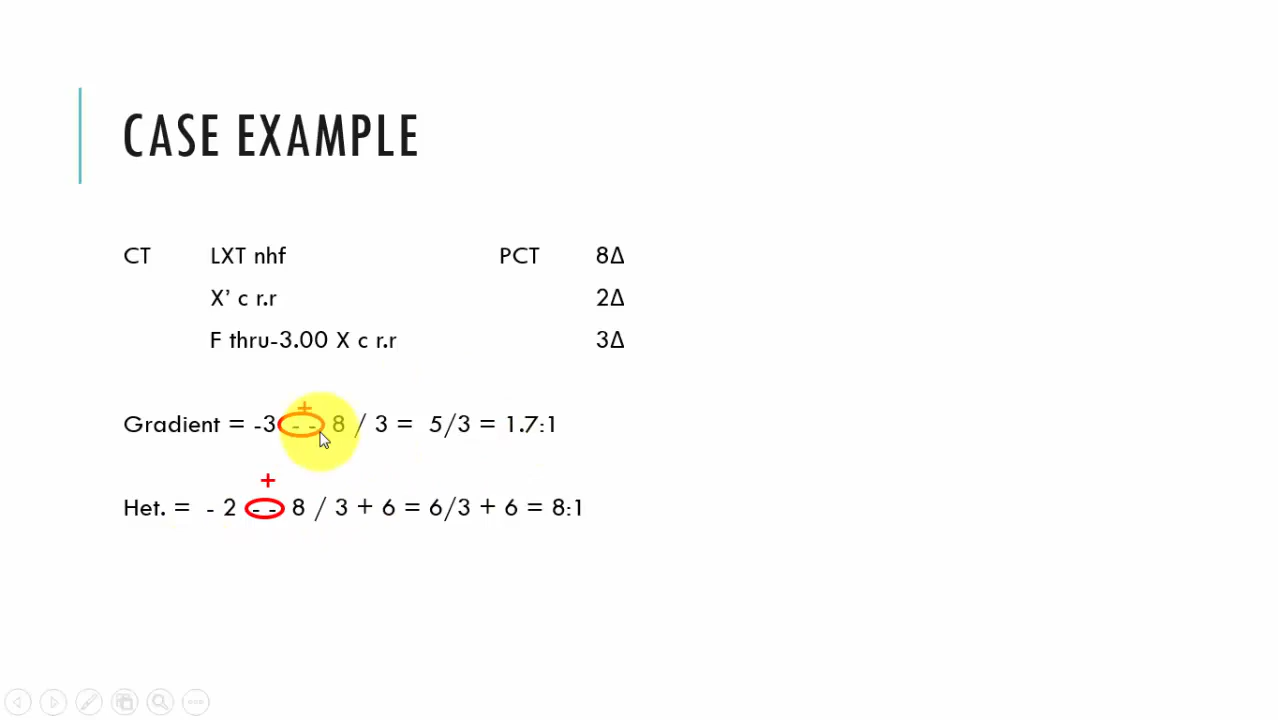 CASE EXAMPLE
CT LXT nhf PCT 8Δ
X’ c r.r 2Δ
F thru-3.00 X c r.r 3Δ
+
Gradient = -3 - - 8 / 3 = 5/3 = 1.7:1
+
Het. = - 2 - - 8 / 3 + 6 = 6/3 + 6 = 8:1